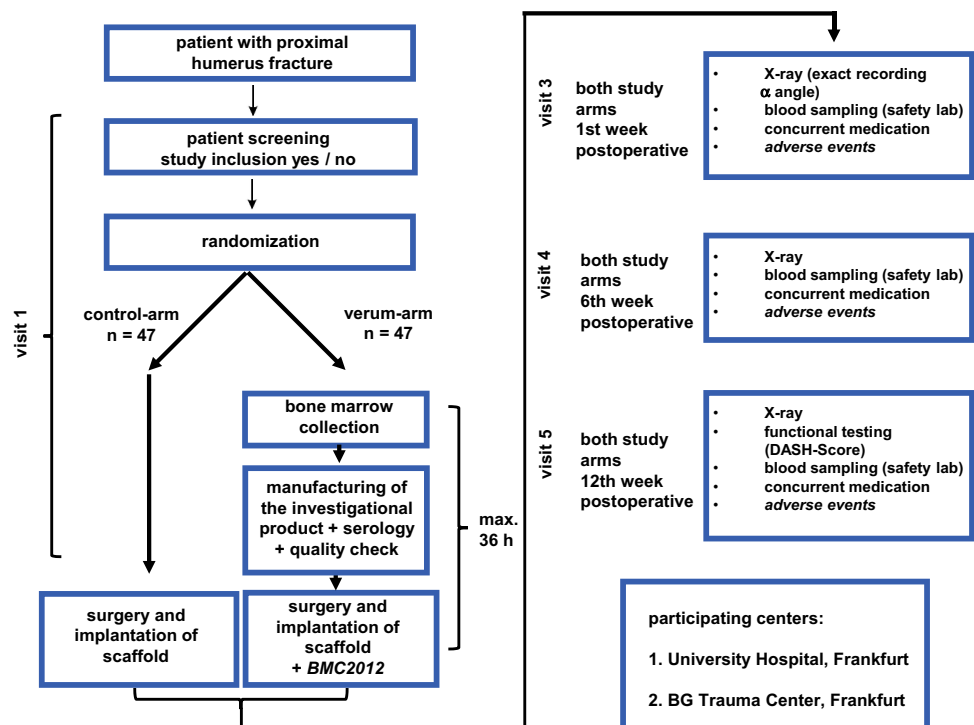 patient with proximal
humerus fracture
patient screening
study inclusion yes / no
randomization
visit 1
control-arm
n = 47
verum-arm
n = 47
bone marrow
collection
manufacturing of
the investigational
product + serology
+ quality check
max.
36 h
surgery and
implantation of
scaffold
surgery and
implantation of
scaffold
+ BMC2012
visit 3
both study
arms
1st week
postoperative
• X-ray (exact recording
α angle)
• blood sampling (safety lab)
• concurrent medication
• adverse events
visit 4
both study
arms
6th week
postoperative
• X-ray
• blood sampling (safety lab)
• concurrent medication
• adverse events
visit 5
both study
arms
12th week
postoperative
• X-ray
• functional testing
(DASH-Score)
• blood sampling (safety lab)
• concurrent medication
• adverse events
participating centers:
1. University Hospital, Frankfurt
2. BG Trauma Center, Frankfurt